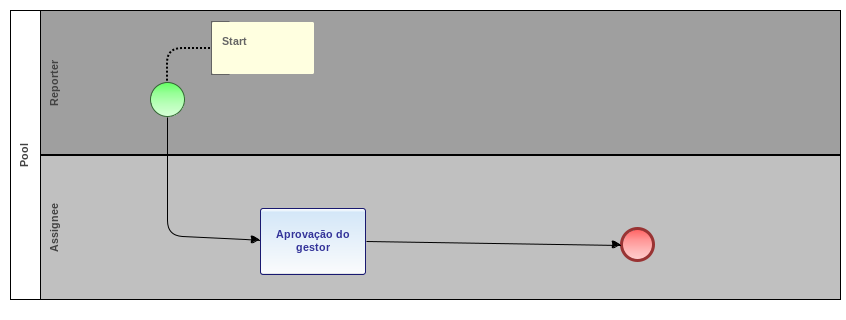 Pool
Reporter
Start
Assignee
Aprovação do
gestor